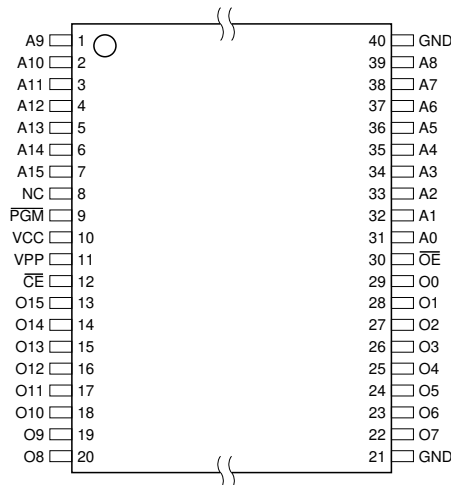 A9 1 40 GND
A10 2 39 A8
A11 3 38 A7
A12 4 37 A6
A13 5 36 A5
A14 6 35 A4
A15 7 34 A3
NC 8 33 A2
P̅G̅M̅ 9 32 A1
VCC 10 31 A0
VPP 11 30 O̅E̅
C̅E̅ 12 29 O0
O15 13 28 O1
O14 14 27 O2
O13 15 26 O3
O12 16 25 O4
O11 17 24 O5
O10 18 23 O6
O9 19 22 O7
O8 20 21 GND